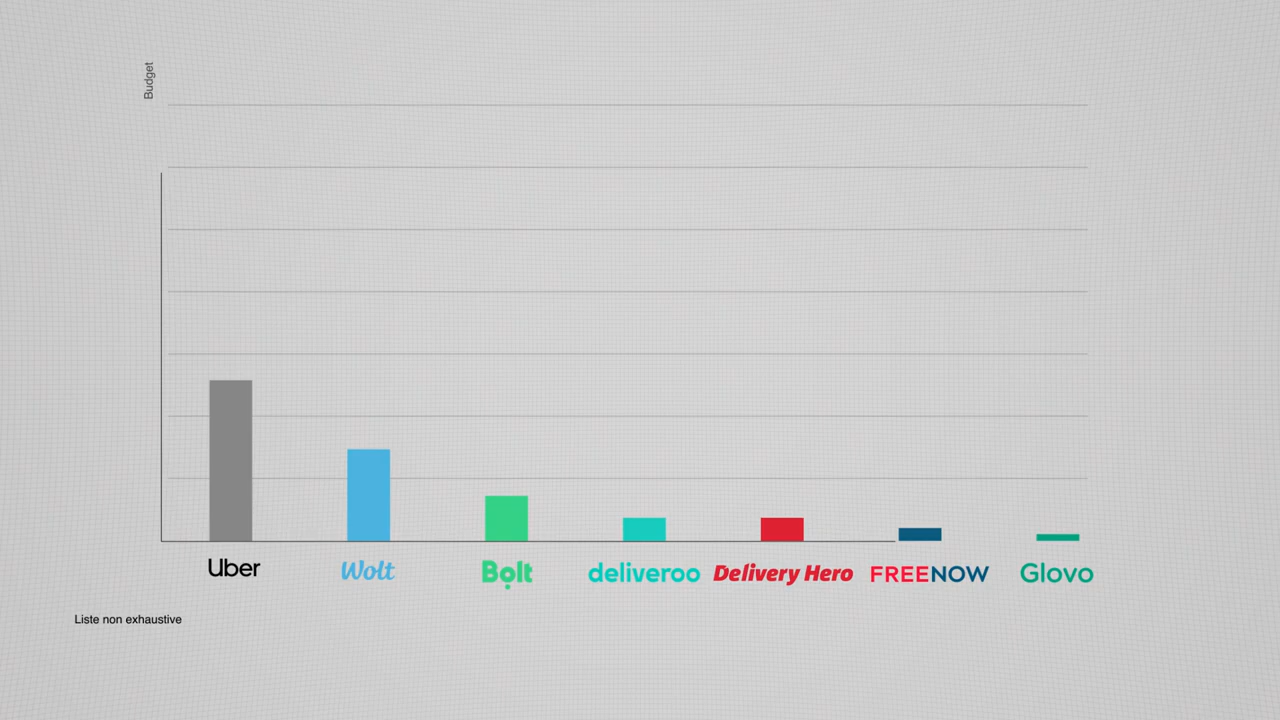 Budget
Uber
Wolt
Bolt
deliveroo
Delivery Hero
FREENOW
Glovo
Liste non exhaustive